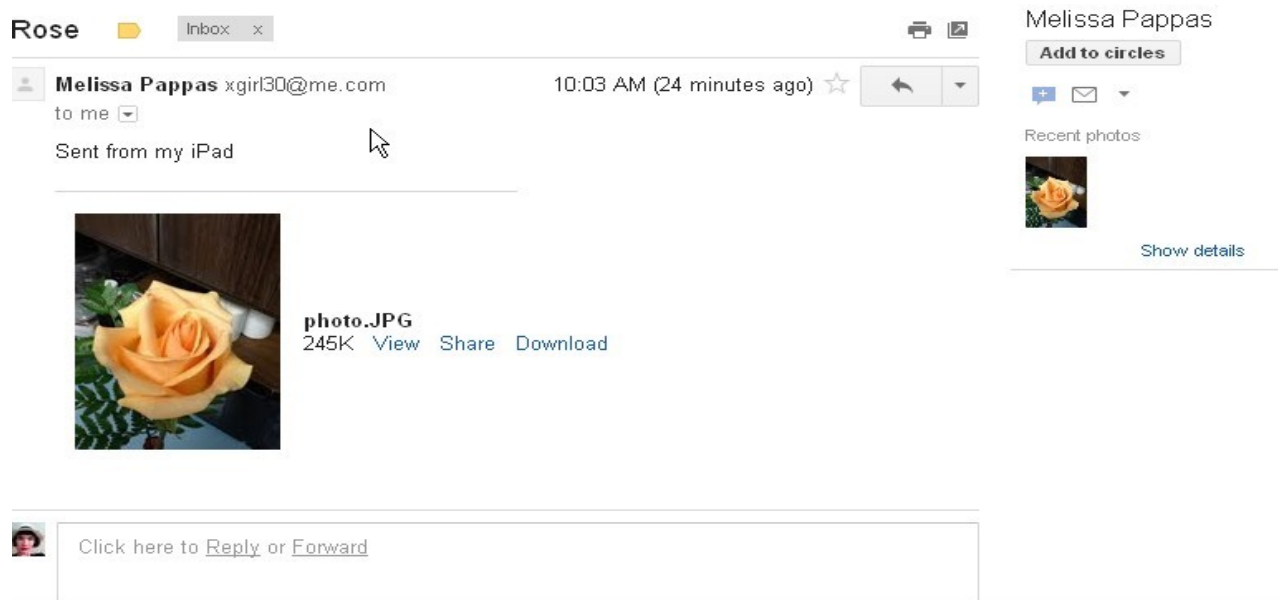 Rose Inbox x
Melissa Pappas xgirl30@me.com 10:03 AM (24 minutes ago)
to me
Sent from my iPad
photo.JPG
245K View Share Download
Click here to Reply or Forward
Melissa Pappas
Add to circles
Recent photos
Show details